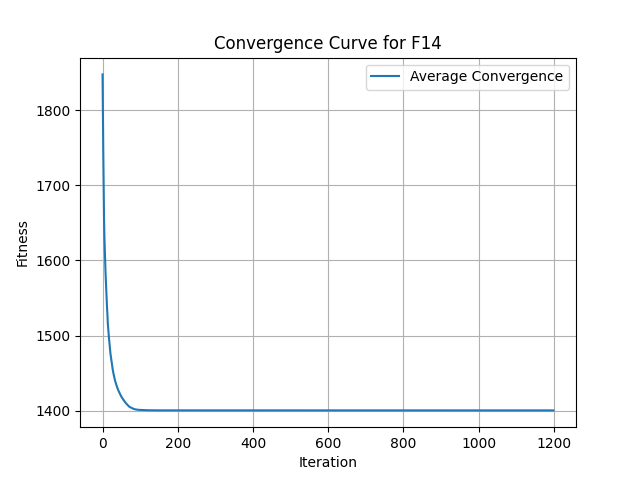 Convergence Curve for F14
Average Convergence
1800
1700
1600
1500
1400
Fitness
0 200 400 600 800 1000 1200
Iteration